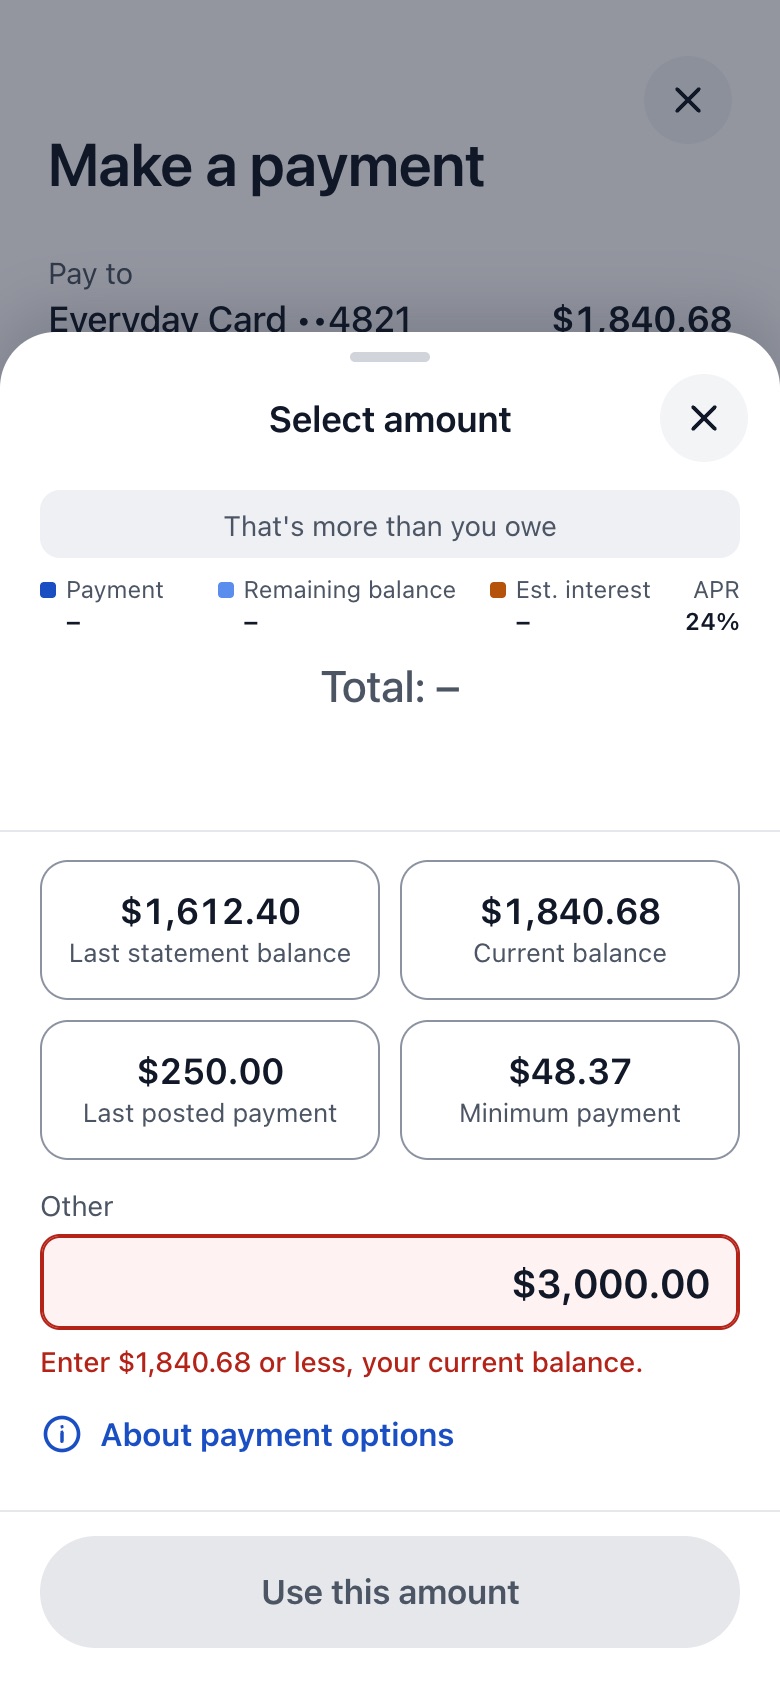 Make a payment
Pay to
Everyday Card ••4821 $1,840.68
Select amount
That's more than you owe
Payment Remaining balance Est. interest APR
– – – 24%
Total: –
$1,612.40
Last statement balance
$1,840.68
Current balance
$250.00
Last posted payment
$48.37
Minimum payment
Other
$3,000.00
Enter $1,840.68 or less, your current balance.
About payment options
Use this amount